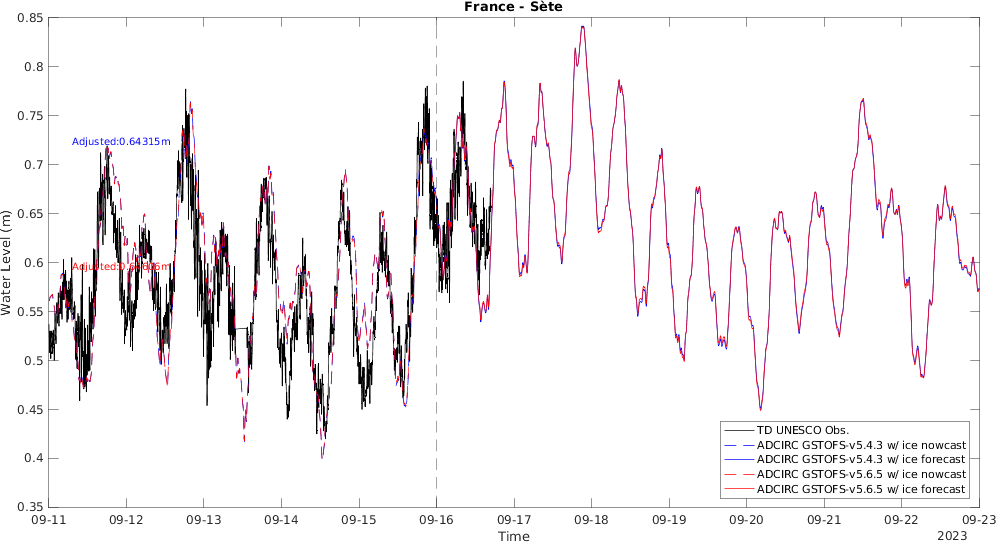 France - Sète
0.85
0.8
0.75
0.7
0.65
0.6
0.55
0.5
0.45
0.4
0.35
Water Level (m)
Adjusted:0.64315m
TD UNESCO Obs.
ADCIRC GSTOFS-v5.4.3 w/ ice nowcast
ADCIRC GSTOFS-v5.4.3 w/ ice forecast
ADCIRC GSTOFS-v5.6.5 w/ ice nowcast
ADCIRC GSTOFS-v5.6.5 w/ ice forecast
09-11 09-12 09-13 09-14 09-15 09-16 09-17 09-18 09-19 09-20 09-21 09-22 09-23
Time
2023